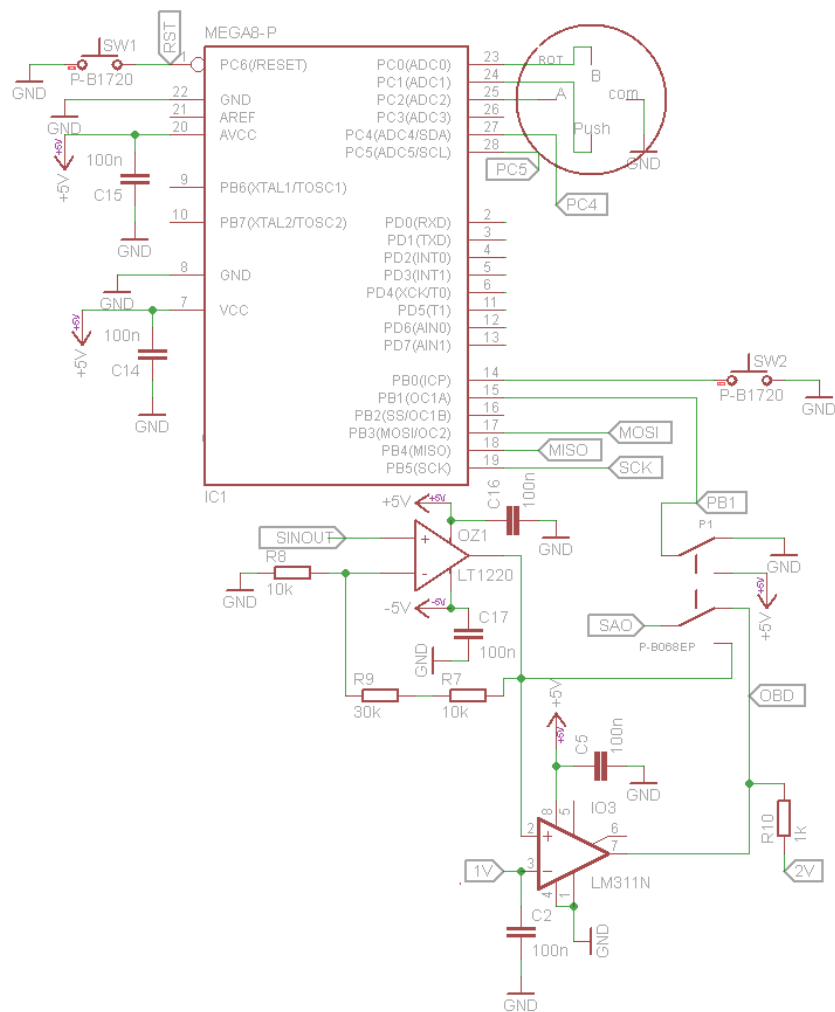 MEGA8-P
SW1
P-B1720
GND
RST
1 PC6(/RESET)
22 GND
21 AREF
20 AVCC
GND
+5V
+5V
100n
C15
GND
9 PB6(XTAL1/TOSC1)
10 PB7(XTAL2/TOSC2)
8 GND
GND
7 VCC
+5V
+5V
100n
C14
GND
IC1
PC0(ADC0) 23
PC1(ADC1) 24
PC2(ADC2) 25
PC3(ADC3) 26
PC4(ADC4/SDA) 27
PC5(ADC5/SCL) 28
ROT
B
A
com
Push
GND
PC5
PC4
PD0(RXD) 2
PD1(TXD) 3
PD2(INT0) 4
PD3(INT1) 5
PD4(XCK/T0) 6
PD5(T1) 11
PD6(AIN0) 12
PD7(AIN1) 13
PB0(ICP) 14
PB1(OC1A) 15
PB2(SS/OC1B) 16
PB3(MOSI/OC2) 17
PB4(MISO) 18
PB5(SCK) 19
SW2
P-B1720
GND
MOSI
MISO
SCK
PB1
P1
GND
+5V
+5V
SAO
P-B068EP
OBD
+5V
+5V
C16
100n
GND
SINOUT
OZ1
+
-
LT1220
R8
10k
GND
-5V
-5V
C17
100n
GND
R9
30k
R7
10k
+5V
+5V
C5
100n
GND
IO3
8
5
6
2
+
7
3
-
LM311N
4
1
1V
C2
100n
GND
GND
R10
1k
2V